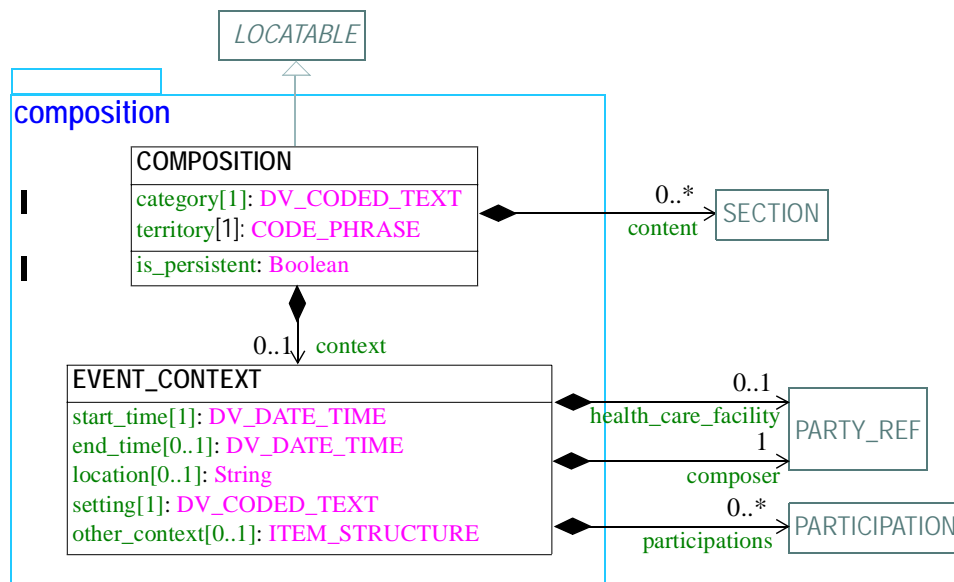 LOCATABLE
composition
COMPOSITION
category[1]: DV_CODED_TEXT
territory[1]: CODE_PHRASE
is_persistent: Boolean
0..*
content
SECTION
0..1
context
EVENT_CONTEXT
start_time[1]: DV_DATE_TIME
end_time[0..1]: DV_DATE_TIME
location[0..1]: String
setting[1]: DV_CODED_TEXT
other_context[0..1]: ITEM_STRUCTURE
0..1
health_care_facility
1
composer
PARTY_REF
0..*
participations
PARTICIPATION